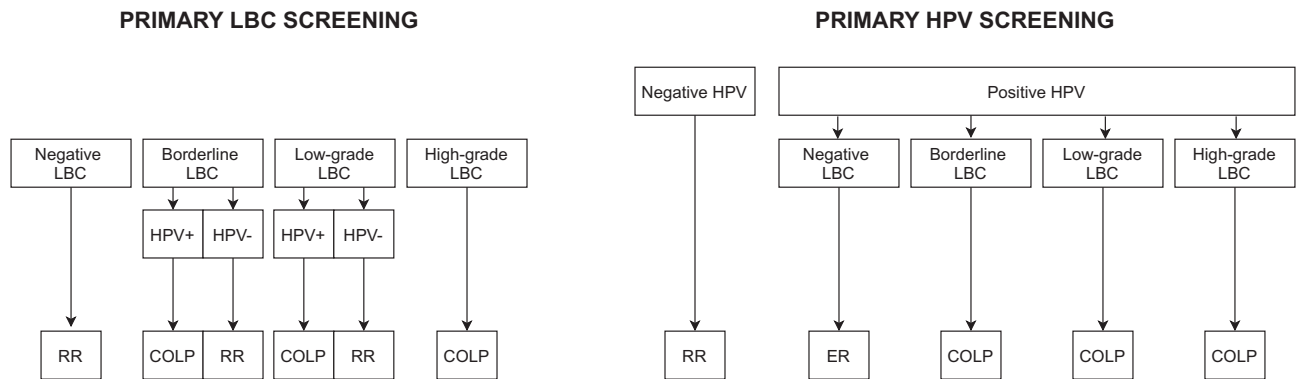 PRIMARY LBC SCREENING
Negative
LBC
Borderline
LBC
Low-grade
LBC
High-grade
LBC
HPV+
HPV-
HPV+
HPV-
RR
COLP
RR
COLP
RR
COLP
PRIMARY HPV SCREENING
Negative HPV
Positive HPV
Negative
LBC
Borderline
LBC
Low-grade
LBC
High-grade
LBC
RR
ER
COLP
COLP
COLP